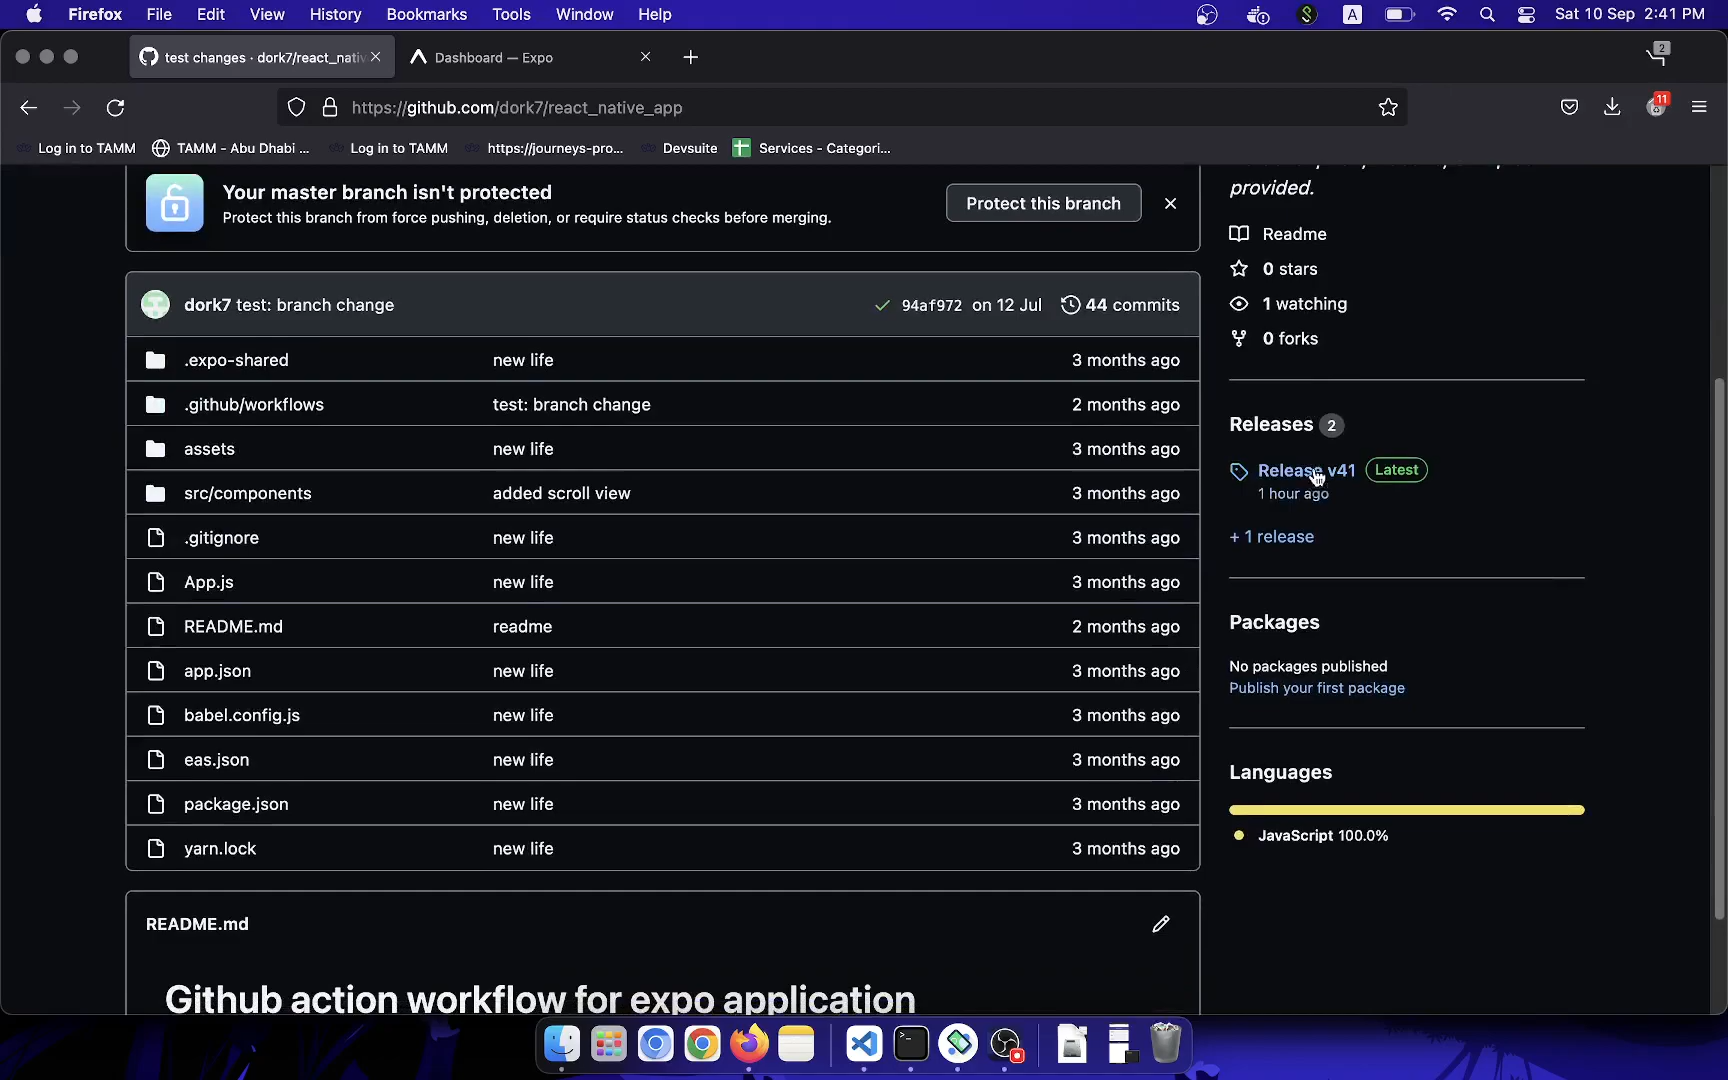 Firefox File Edit View History Bookmarks Tools Window Help A Sat 10 Sep 2:41 PM
test changes · dork7/react_nativ Dashboard — Expo 2
https://github.com/dork7/react_native_app 11
Log in to TAMM TAMM - Abu Dhabi ... Log in to TAMM https://journeys-pro... Devsuite Services - Categori...
provided.
Your master branch isn't protected
Protect this branch from force pushing, deletion, or require status checks before merging.
Protect this branch
Readme
0 stars
1 watching
0 forks
dork7 test: branch change 94af972 on 12 Jul 44 commits
.expo-shared new life 3 months ago
.github/workflows test: branch change 2 months ago
assets new life 3 months ago
src/components added scroll view 3 months ago
.gitignore new life 3 months ago
App.js new life 3 months ago
README.md readme 2 months ago
app.json new life 3 months ago
babel.config.js new life 3 months ago
eas.json new life 3 months ago
package.json new life 3 months ago
yarn.lock new life 3 months ago
Releases 2
Release v41 Latest
1 hour ago
+ 1 release
Packages
No packages published
Publish your first package
Languages
JavaScript 100.0%
README.md
Github action workflow for expo application